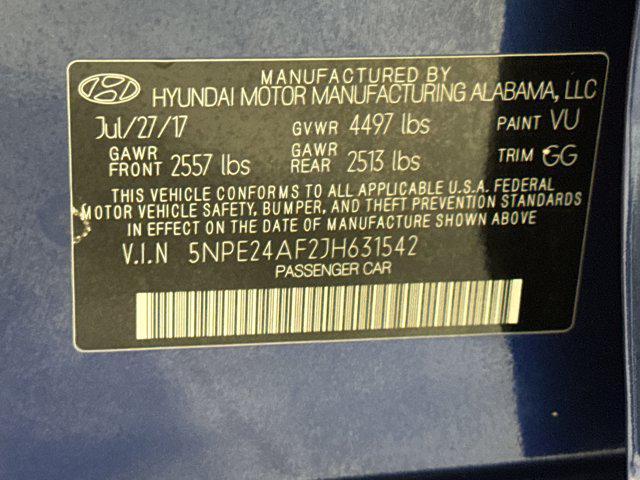 MANUFACTURED BY
HYUNDAI MOTOR MANUFACTURING ALABAMA, LLC
Jul/27/17 GVWR 4497 lbs PAINT VU
GAWR FRONT 2557 lbs GAWR REAR 2513 lbs TRIM GG
THIS VEHICLE CONFORMS TO ALL APPLICABLE U.S.A. FEDERAL
MOTOR VEHICLE SAFETY, BUMPER, AND THEFT PREVENTION STANDARDS
IN EFFECT ON THE DATE OF MANUFACTURE SHOWN ABOVE
V.I.N 5NPE24AF2JH631542
PASSENGER CAR